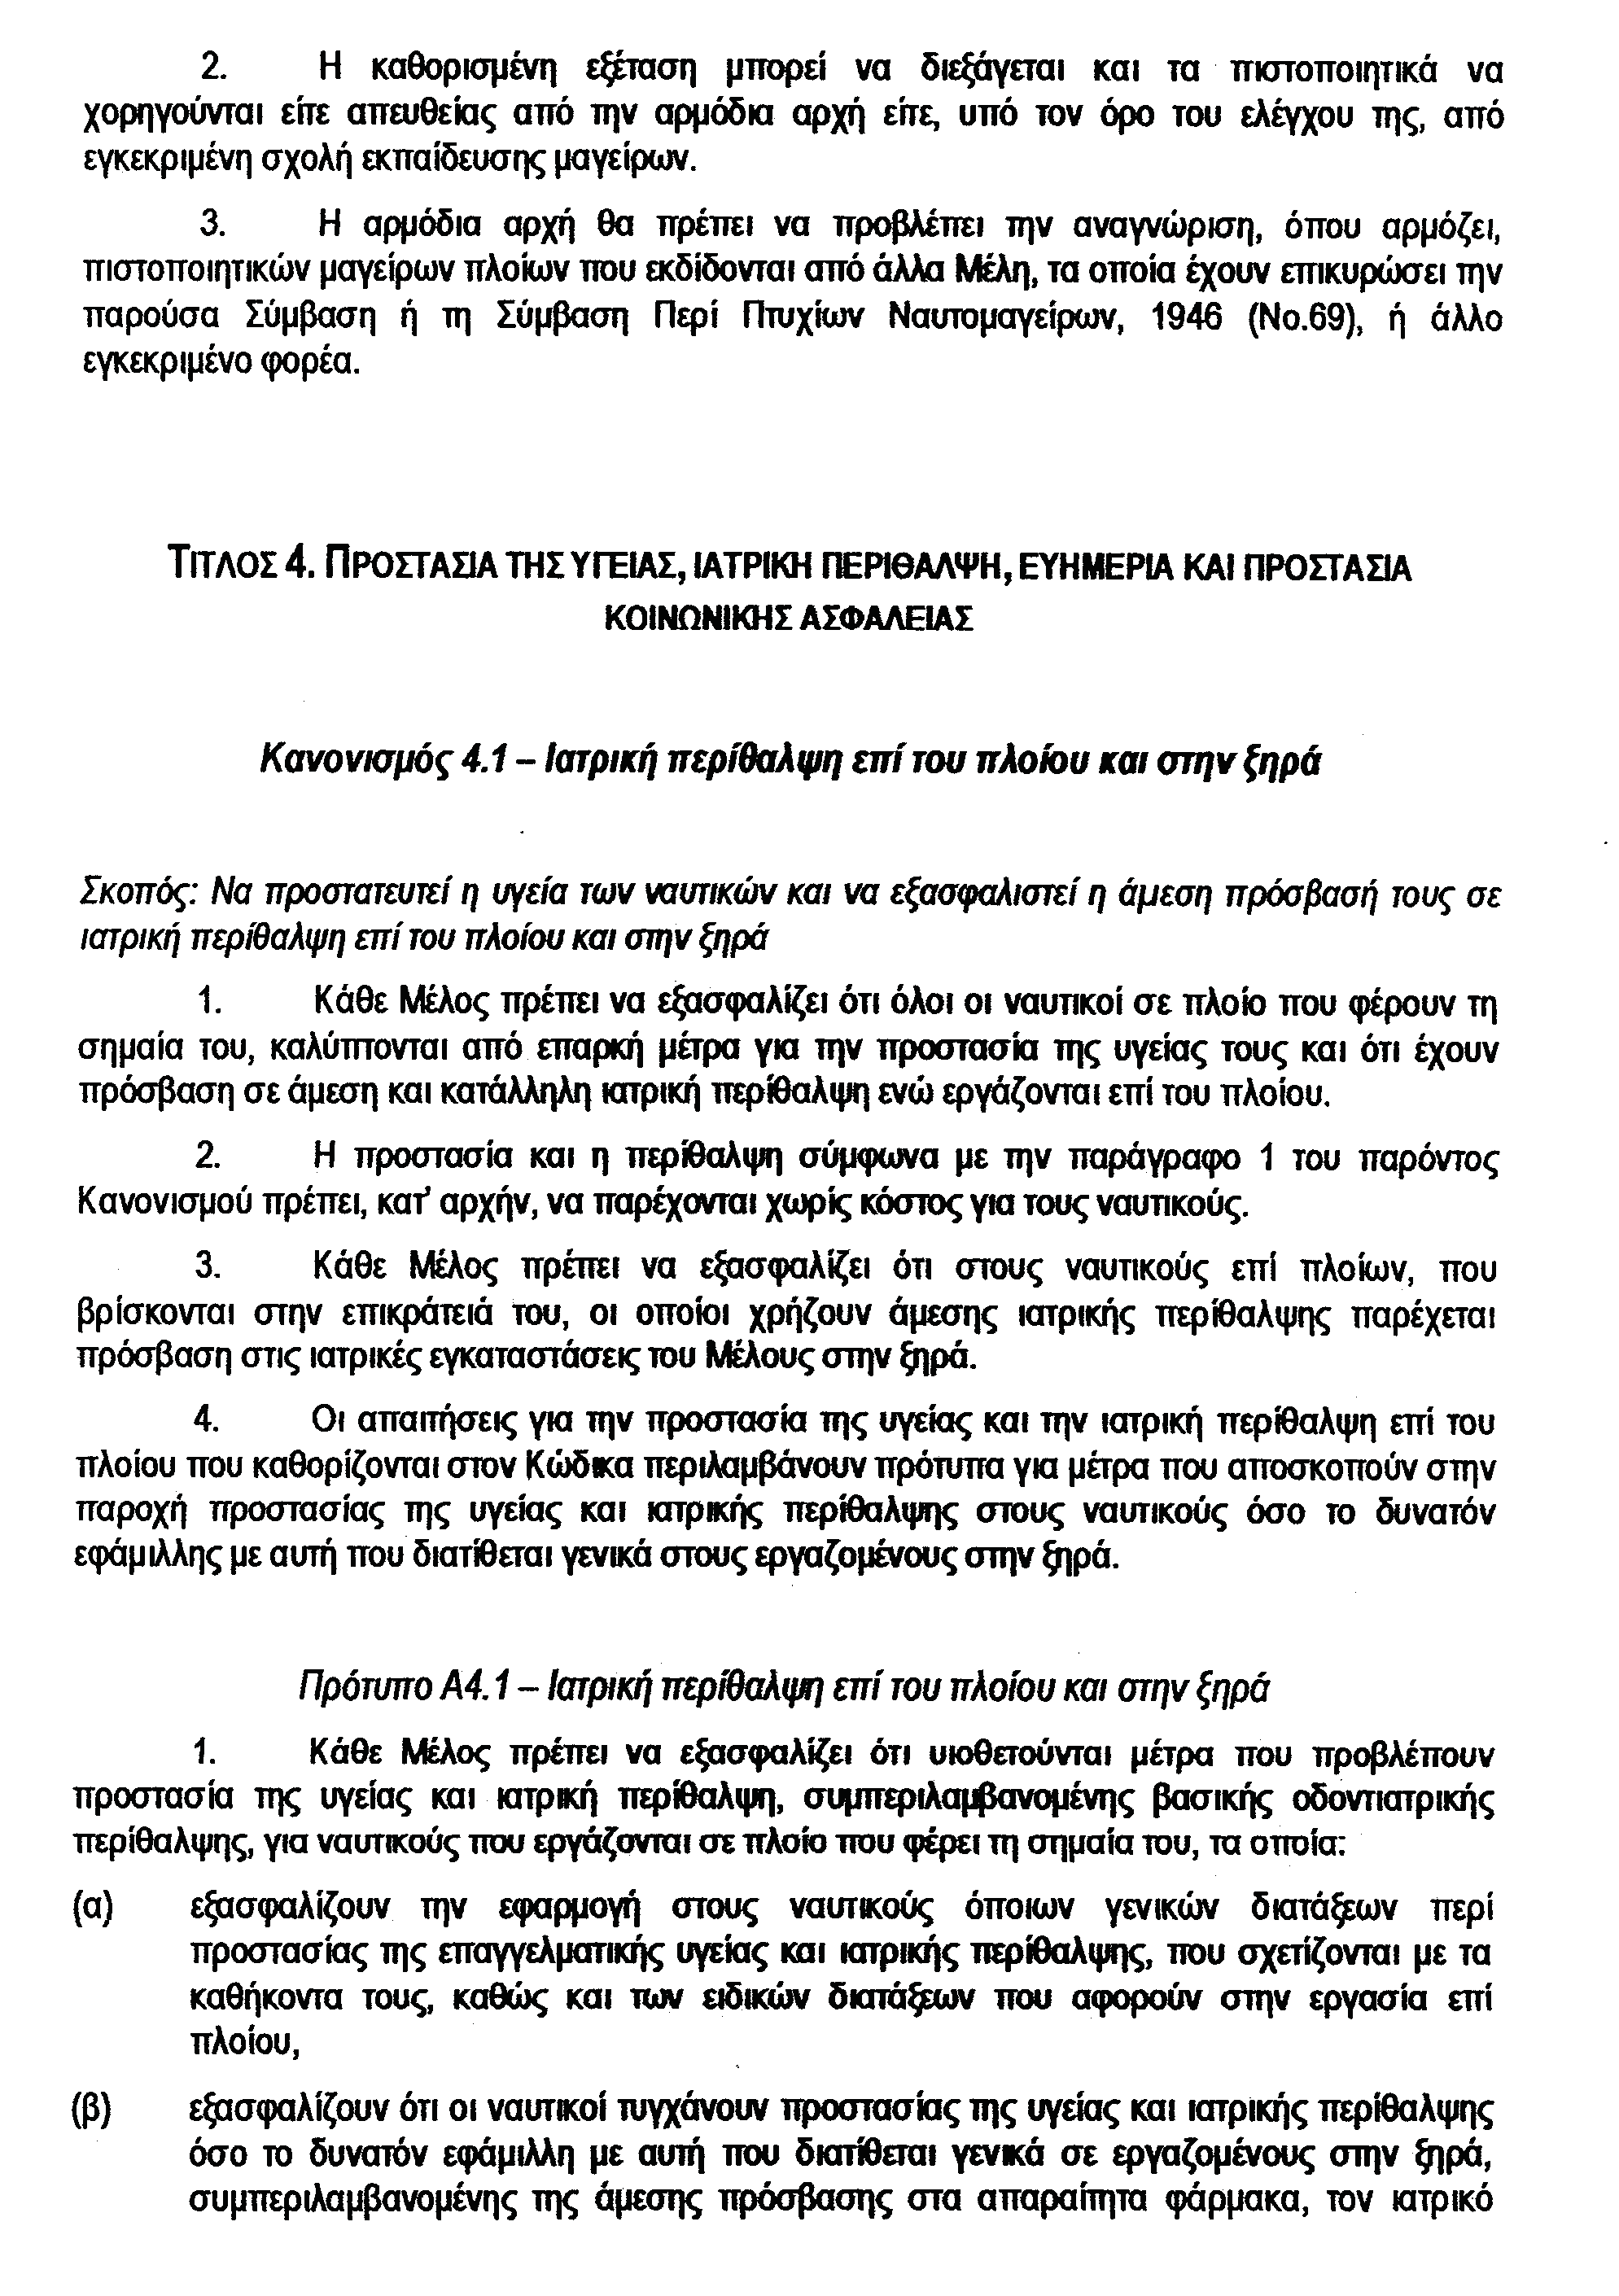 2. Η καθορισμένη εξέταση μπορεί να διεξάγεται και τα πιστοποιητικά να
χορηγούνται είτε απευθείας από την αρμόδια αρχή είτε, υπό τον όρο του ελέγχου της, από
εγκεκριμένη σχολή εκπαίδευσης μαγείρων.
3. Η αρμόδια αρχή θα πρέπει να προβλέπει την αναγνώριση, όπου αρμόζει,
πιστοποιητικών μαγείρων πλοίων που εκδίδονται από άλλα Μέλη, τα οποία έχουν επικυρώσει την
παρούσα Σύμβαση ή τη Σύμβαση Περί Πτυχίων Ναυτομαγείρων, 1946 (Νο.69), ή άλλο
εγκεκριμένο φορέα.
ΤΙΤΛΟΣ 4. ΠΡΟΣΤΑΣΙΑ ΤΗΣ ΥΓΕΙΑΣ, ΙΑΤΡΙΚΗ ΠΕΡΙΘΑΛΨΗ, ΕΥΗΜΕΡΙΑ ΚΑΙ ΠΡΟΣΤΑΣΙΑ
ΚΟΙΝΩΝΙΚΗΣ ΑΣΦΑΛΕΙΑΣ
Κανονισμός 4.1 – Ιατρική περίθαλψη επί του πλοίου και στην ξηρά
Σκοπός: Να προστατευτεί η υγεία των ναυτικών και να εξασφαλιστεί η άμεση πρόσβασή τους σε
ιατρική περίθαλψη επί του πλοίου και στην ξηρά
1. Κάθε Μέλος πρέπει να εξασφαλίζει ότι όλοι οι ναυτικοί σε πλοίο που φέρουν τη
σημαία του, καλύπτονται από επαρκή μέτρα για την προστασία της υγείας τους και ότι έχουν
πρόσβαση σε άμεση και κατάλληλη ιατρική περίθαλψη ενώ εργάζονται επί του πλοίου.
2. Η προστασία και η περίθαλψη σύμφωνα με την παράγραφο 1 του παρόντος
Κανονισμού πρέπει, κατ' αρχήν, να παρέχονται χωρίς κόστος για τους ναυτικούς.
3. Κάθε Μέλος πρέπει να εξασφαλίζει ότι στους ναυτικούς επί πλοίων, που
βρίσκονται στην επικράτειά του, οι οποίοι χρήζουν άμεσης ιατρικής περίθαλψης παρέχεται
πρόσβαση στις ιατρικές εγκαταστάσεις του Μέλους στην ξηρά.
4. Οι απαιτήσεις για την προστασία της υγείας και την ιατρική περίθαλψη επί του
πλοίου που καθορίζονται στον Κώδικα περιλαμβάνουν πρότυπα για μέτρα που αποσκοπούν στην
παροχή προστασίας της υγείας και ιατρικής περίθαλψης στους ναυτικούς όσο το δυνατόν
εφάμιλλης με αυτή που διατίθεται γενικά στους εργαζομένους στην ξηρά.
Πρότυπο Α4.1 – Ιατρική περίθαλψη επί του πλοίου και στην ξηρά
1. Κάθε Μέλος πρέπει να εξασφαλίζει ότι υιοθετούνται μέτρα που προβλέπουν
προστασία της υγείας και ιατρική περίθαλψη, συμπεριλαμβανομένης βασικής οδοντιατρικής
περίθαλψης, για ναυτικούς που εργάζονται σε πλοίο που φέρει τη σημαία του, τα οποία:
(α) εξασφαλίζουν την εφαρμογή στους ναυτικούς όποιων γενικών διατάξεων περί
προστασίας της επαγγελματικής υγείας και ιατρικής περίθαλψης, που σχετίζονται με τα
καθήκοντα τους, καθώς και των ειδικών διατάξεων που αφορούν στην εργασία επί
πλοίου,
(β) εξασφαλίζουν ότι οι ναυτικοί τυγχάνουν προστασίας της υγείας και ιατρικής περίθαλψης
όσο το δυνατόν εφάμιλλη με αυτή που διατίθεται γενικά σε εργαζομένους στην ξηρά,
συμπεριλαμβανομένης της άμεσης πρόσβασης στα απαραίτητα φάρμακα, τον ιατρικό